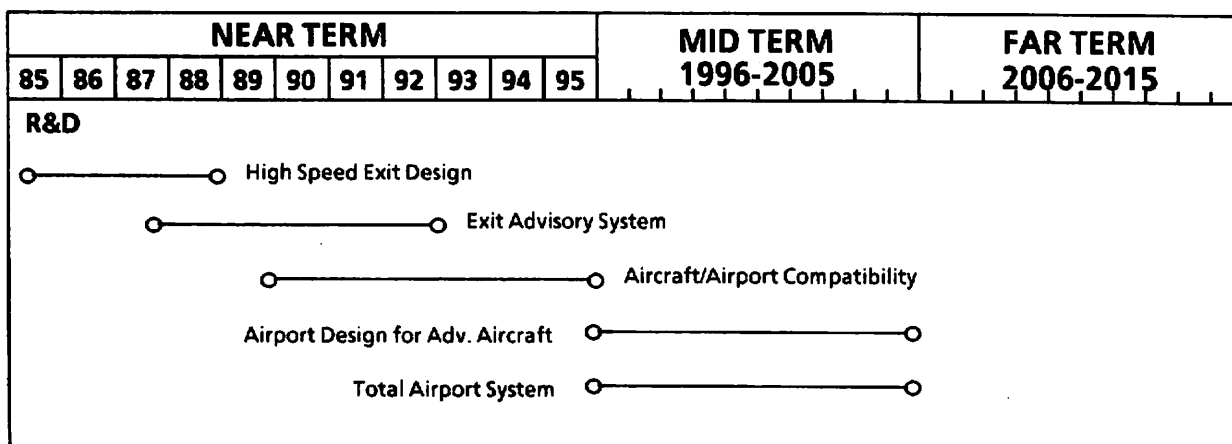 NEAR TERM
MID TERM
1996-2005
FAR TERM
2006-2015
85 86 87 88 89 90 91 92 93 94 95
R&D
High Speed Exit Design
Exit Advisory System
Aircraft/Airport Compatibility
Airport Design for Adv. Aircraft
Total Airport System